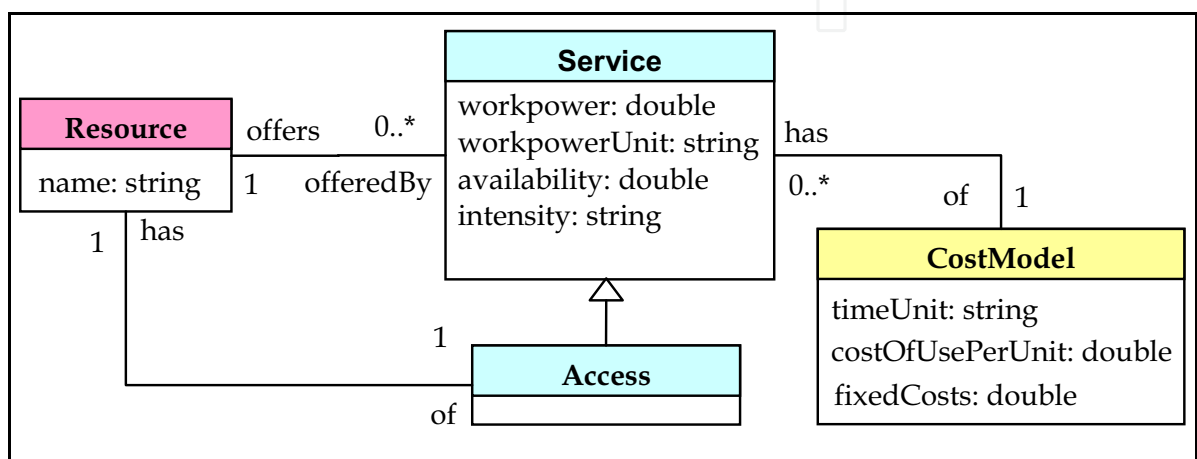 Service
workpower: double
workpowerUnit: string
availability: double
intensity: string
Resource
name: string
offers
0..*
1
offeredBy
has
0..*
of
1
1
has
CostModel
timeUnit: string
costOfUsePerUnit: double
fixedCosts: double
1
of
Access